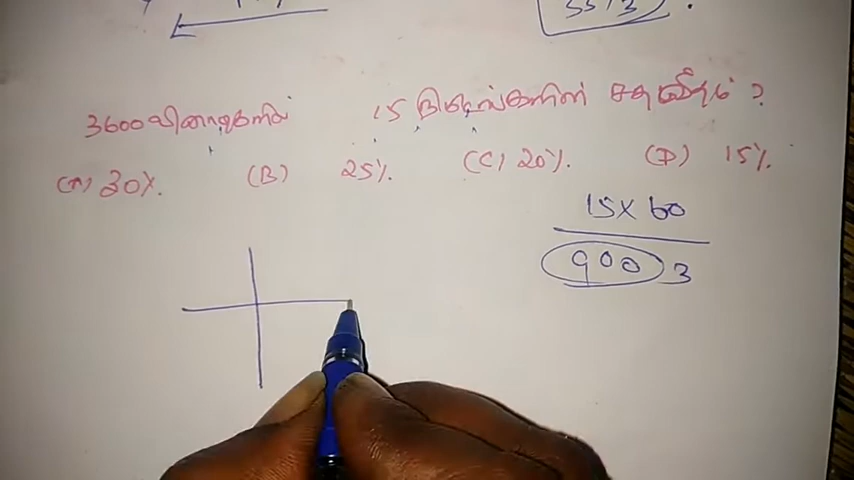 3600 வினாடிகளில் 15 நிமிடங்களின் சதவீதம் ?
(A) 30%. (B) 25%. (C) 20%. (D) 15%.
15 X 60
900 3